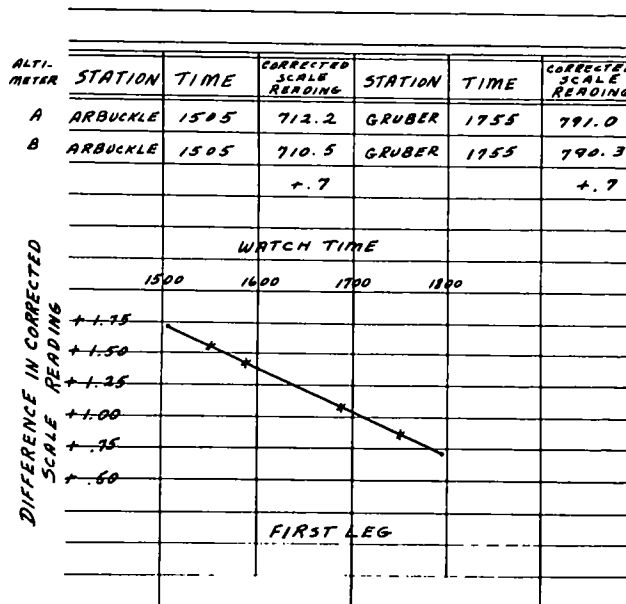 ALTI-METER STATION TIME CORRECTED SCALE READING STATION TIME CORRECTED SCALE READING
A ARBUCKLE 1505 712.2 GRUBER 1755 791.0
B ARBUCKLE 1505 710.5 GRUBER 1755 790.3
+.7 +.7
WATCH TIME
1500 1600 1700 1800
DIFFERENCE IN CORRECTED SCALE READING
+1.75
+1.50
+1.25
+1.00
+.75
+.50
FIRST LEG